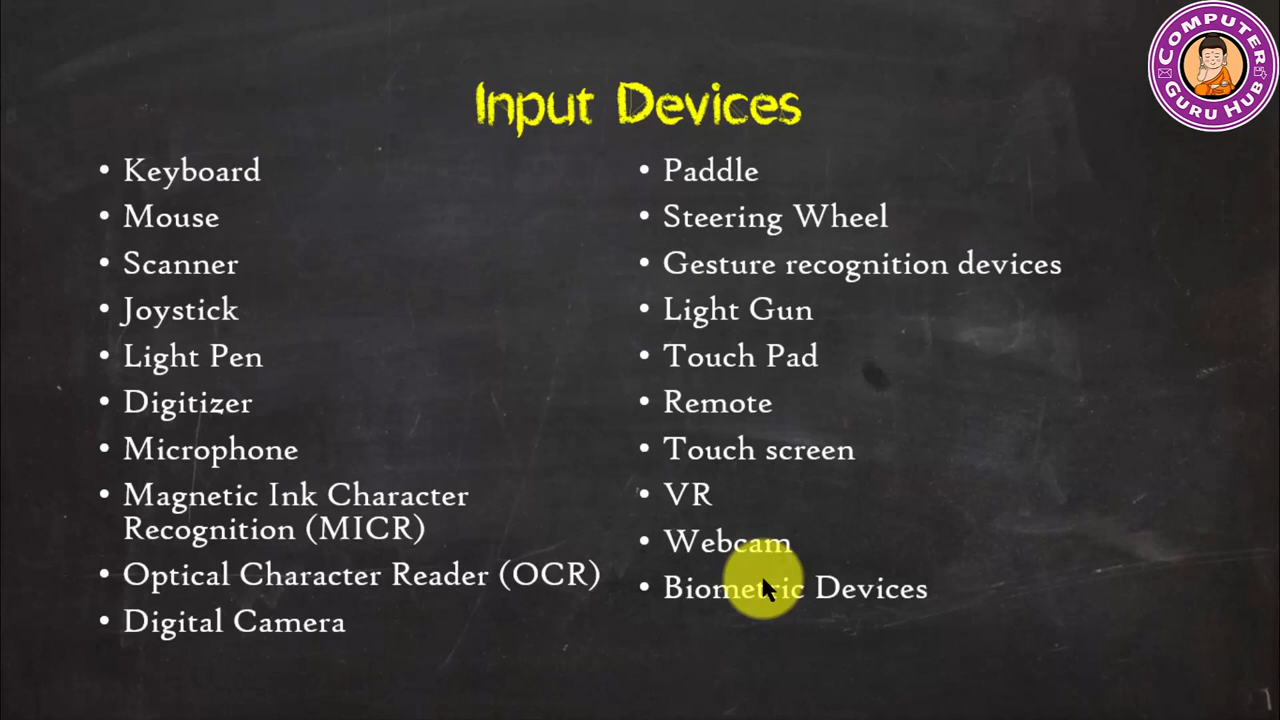 COMPUTER
GURU HUB
Input Devices
• Keyboard
• Mouse
• Scanner
• Joystick
• Light Pen
• Digitizer
• Microphone
• Magnetic Ink Character
Recognition (MICR)
• Optical Character Reader (OCR)
• Digital Camera
• Paddle
• Steering Wheel
• Gesture recognition devices
• Light Gun
• Touch Pad
• Remote
• Touch screen
• VR
• Webcam
• Biometric Devices